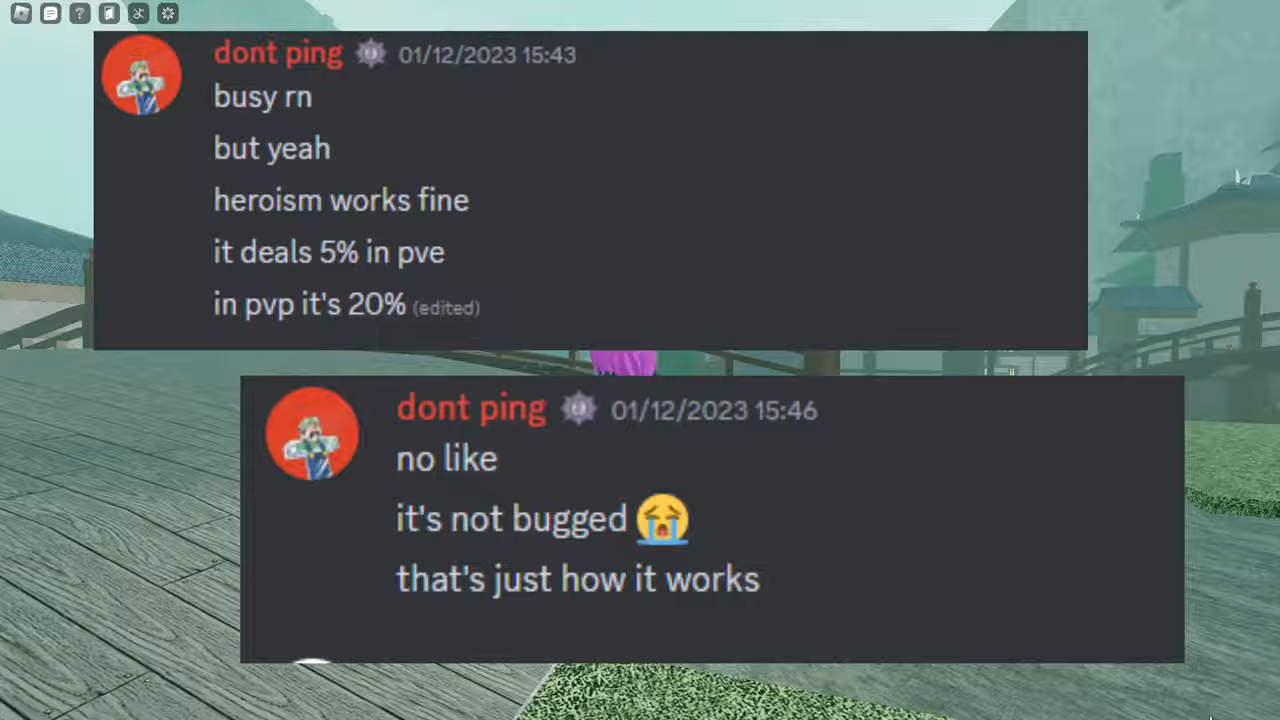 dont ping 01/12/2023 15:43
busy rn
but yeah
heroism works fine
it deals 5% in pve
in pvp it's 20% (edited)
dont ping 01/12/2023 15:46
no like
it's not bugged 😭
that's just how it works